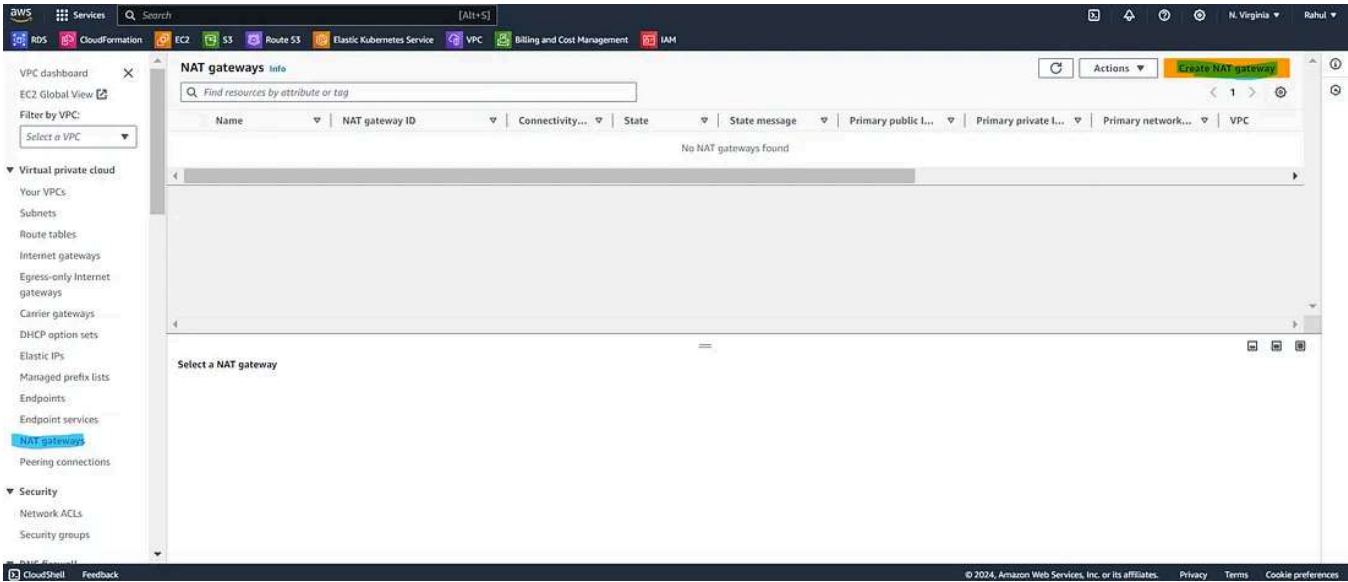 aws Services Search [Alt+S] N. Virginia Rahul
RDS CloudFormation EC2 S3 Route 53 Elastic Kubernetes Service VPC Billing and Cost Management IAM
VPC dashboard
EC2 Global View
Filter by VPC:
Select a VPC
Virtual private cloud
Your VPCs
Subnets
Route tables
Internet gateways
Egress-only Internet
gateways
Carrier gateways
DHCP option sets
Elastic IPs
Managed prefix lists
Endpoints
Endpoint services
NAT gateways
Peering connections
Security
Network ACLs
Security groups
NAT gateways Info
Actions
Create NAT gateway
Find resources by attribute or tag
1
Name NAT gateway ID Connectivity... State State message Primary public I... Primary private I... Primary network... VPC
No NAT gateways found
Select a NAT gateway
CloudShell Feedback © 2024, Amazon Web Services, Inc. or its affiliates. Privacy Terms Cookie preferences